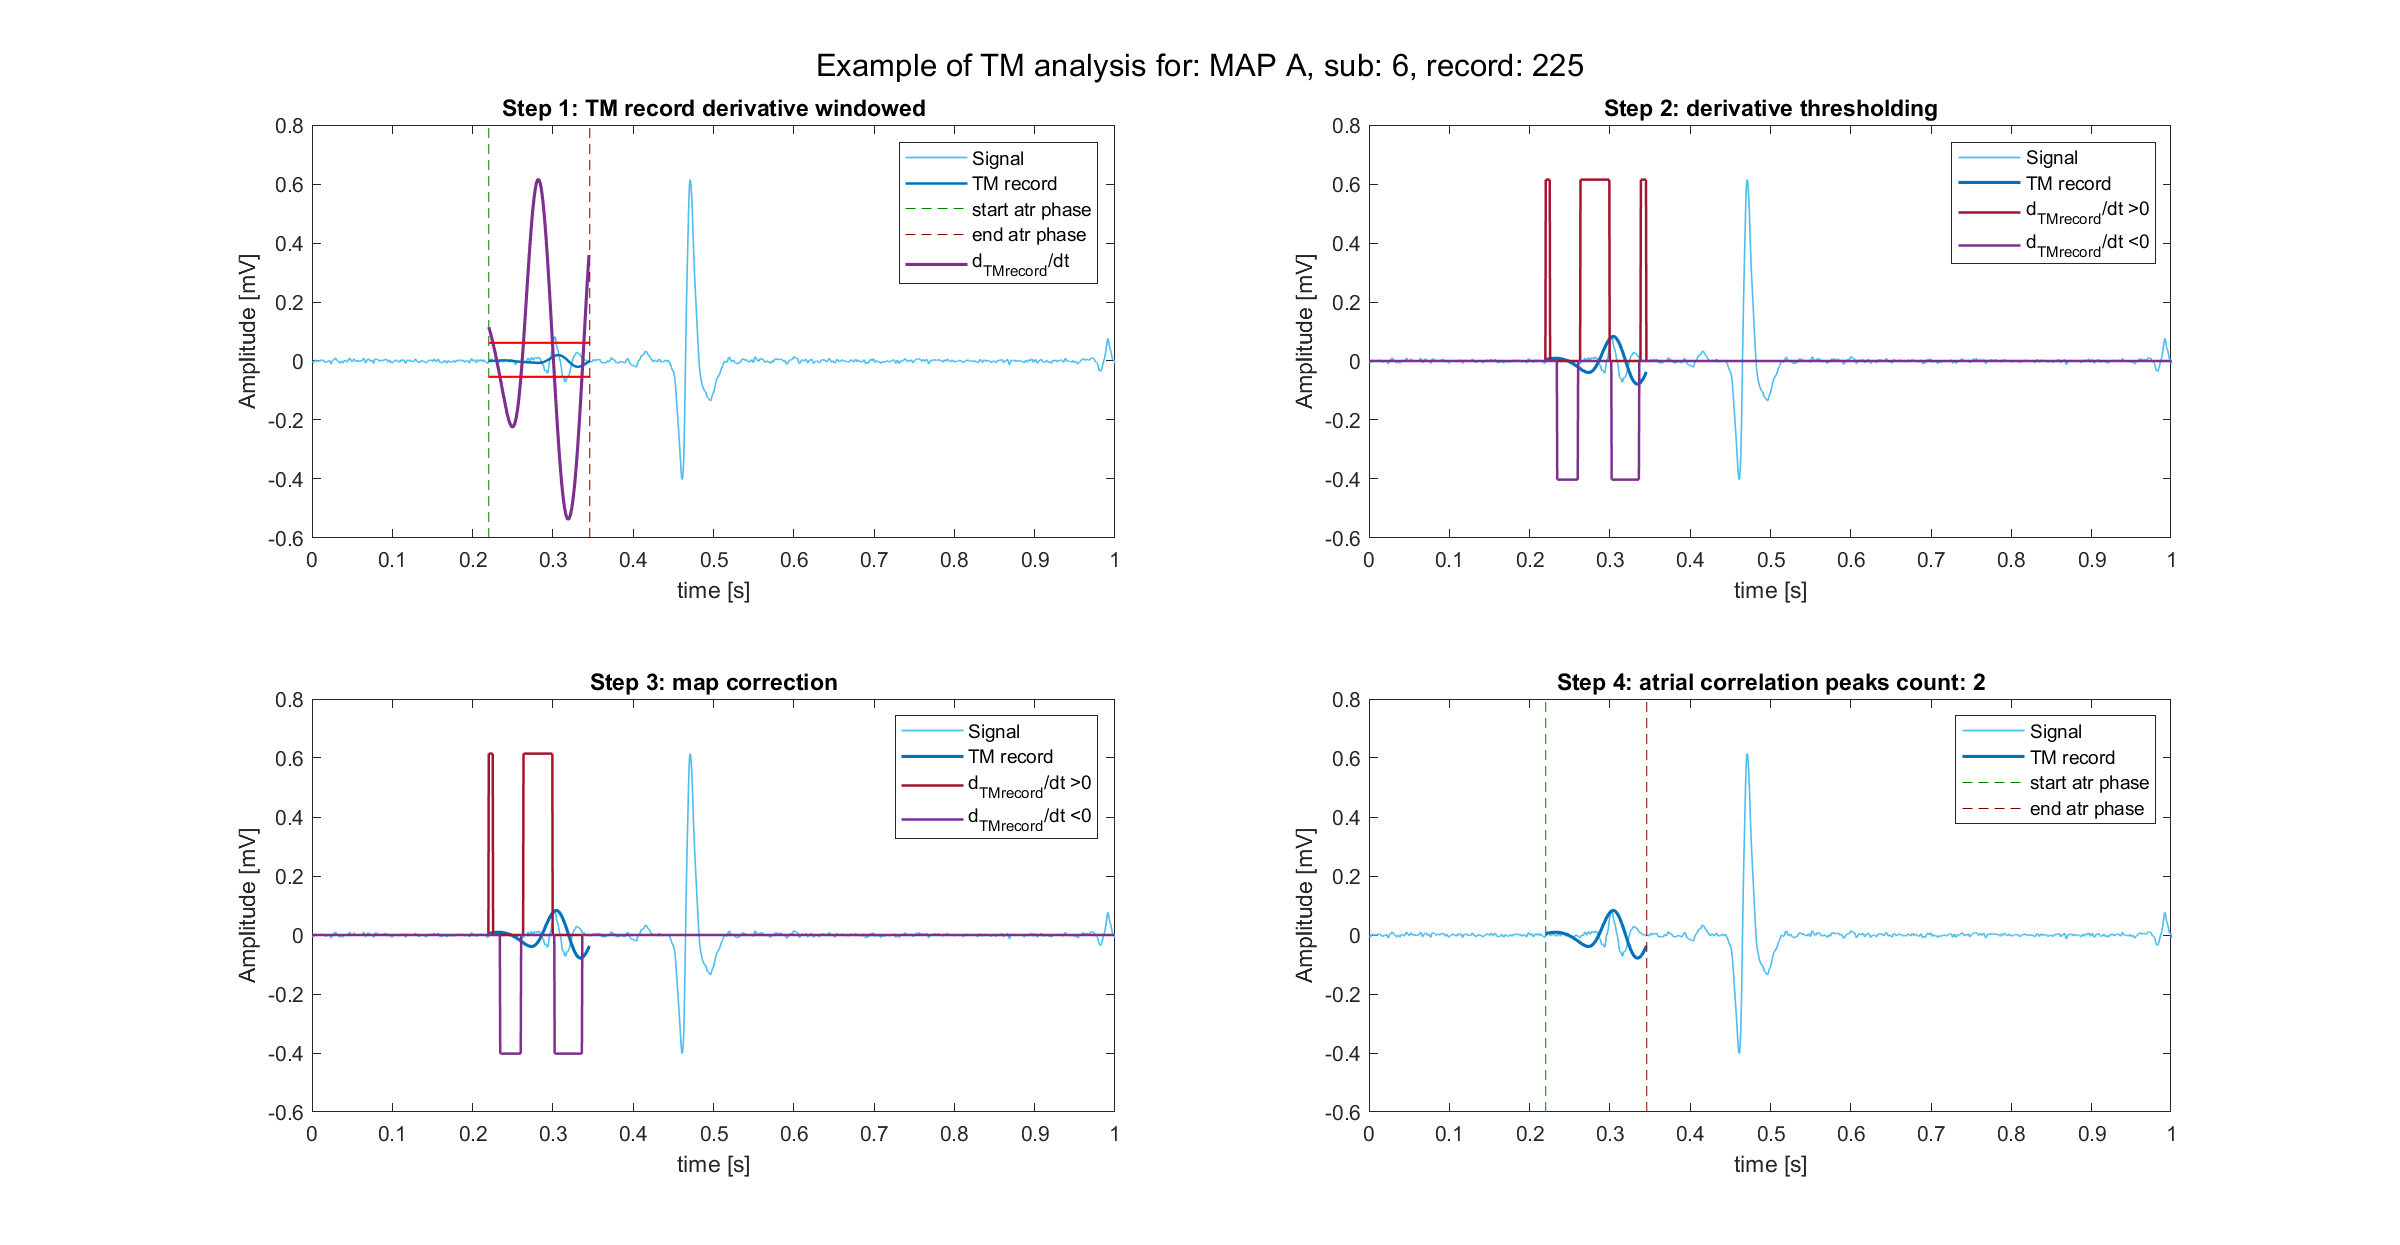 Example of TM analysis for: MAP A, sub: 6, record: 225
Step 1: TM record derivative windowed
0.8
0.6
0.4
0.2
0
-0.2
-0.4
-0.6
Amplitude [mV]
0 0.1 0.2 0.3 0.4 0.5 0.6 0.7 0.8 0.9 1
time [s]
Signal
TM record
start atr phase
end atr phase
dTMrecord/dt
Step 2: derivative thresholding
0.8
0.6
0.4
0.2
0
-0.2
-0.4
-0.6
Amplitude [mV]
0 0.1 0.2 0.3 0.4 0.5 0.6 0.7 0.8 0.9 1
time [s]
Signal
TM record
dTMrecord/dt >0
dTMrecord/dt <0
Step 3: map correction
0.8
0.6
0.4
0.2
0
-0.2
-0.4
-0.6
Amplitude [mV]
0 0.1 0.2 0.3 0.4 0.5 0.6 0.7 0.8 0.9 1
time [s]
Signal
TM record
dTMrecord/dt >0
dTMrecord/dt <0
Step 4: atrial correlation peaks count: 2
0.8
0.6
0.4
0.2
0
-0.2
-0.4
-0.6
Amplitude [mV]
0 0.1 0.2 0.3 0.4 0.5 0.6 0.7 0.8 0.9 1
time [s]
Signal
TM record
start atr phase
end atr phase